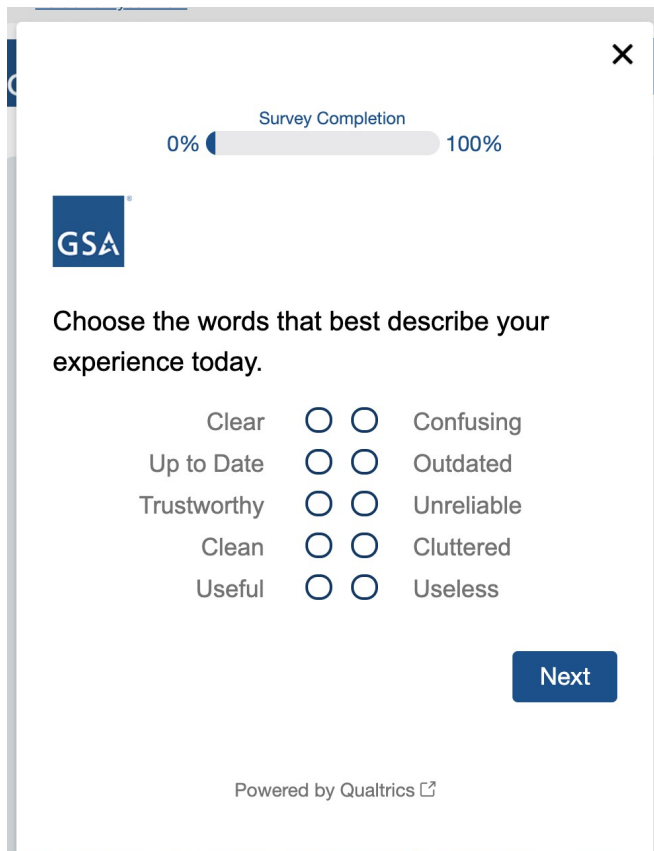 Survey Completion
0% 100%
GSA
Choose the words that best describe your
experience today.
Clear Confusing
Up to Date Outdated
Trustworthy Unreliable
Clean Cluttered
Useful Useless
Next
Powered by Qualtrics